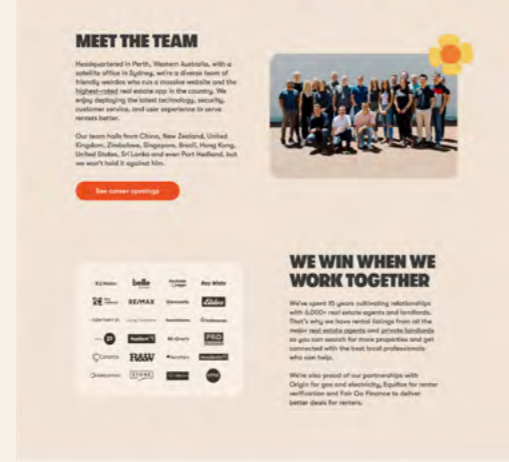 MEET THE TEAM
Headquartered in Perth, Western Australia, with a
satellite office in Sydney, we're a diverse team of
friendly weirdos who run a massive website and the
highest-rated real estate app in the country. We
enjoy deploying the latest technology, security,
customer service, and user experience to serve
renters better.
Our team hails from China, New Zealand, United
Kingdom, Zimbabwe, Singapore, Brazil, Hong Kong,
United States, Sri Lanka and even Port Hedland, but
we won't hold it against him.
See career openings
belle
Ray White
RE/MAX
Elders
PRD
R&W
STONE
WE WIN WHEN WE
WORK TOGETHER
We've spent 15 years cultivating relationships
with 6,000+ real estate agents and landlords.
That's why we have rental listings from all the
major real estate agents and private landlords
so you can search for more properties and get
connected with the best local professionals
who can help.
We're also proud of our partnerships with
Origin for gas and electricity, Equifax for renter
verification and Fair Go Finance to deliver
better deals for renters.